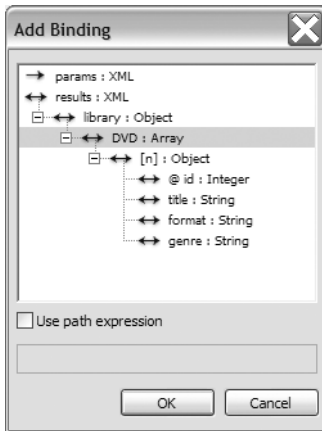 Add Binding
params : XML
results : XML
library : Object
DVD : Array
[n] : Object
@ id : Integer
title : String
format : String
genre : String
Use path expression
OK Cancel